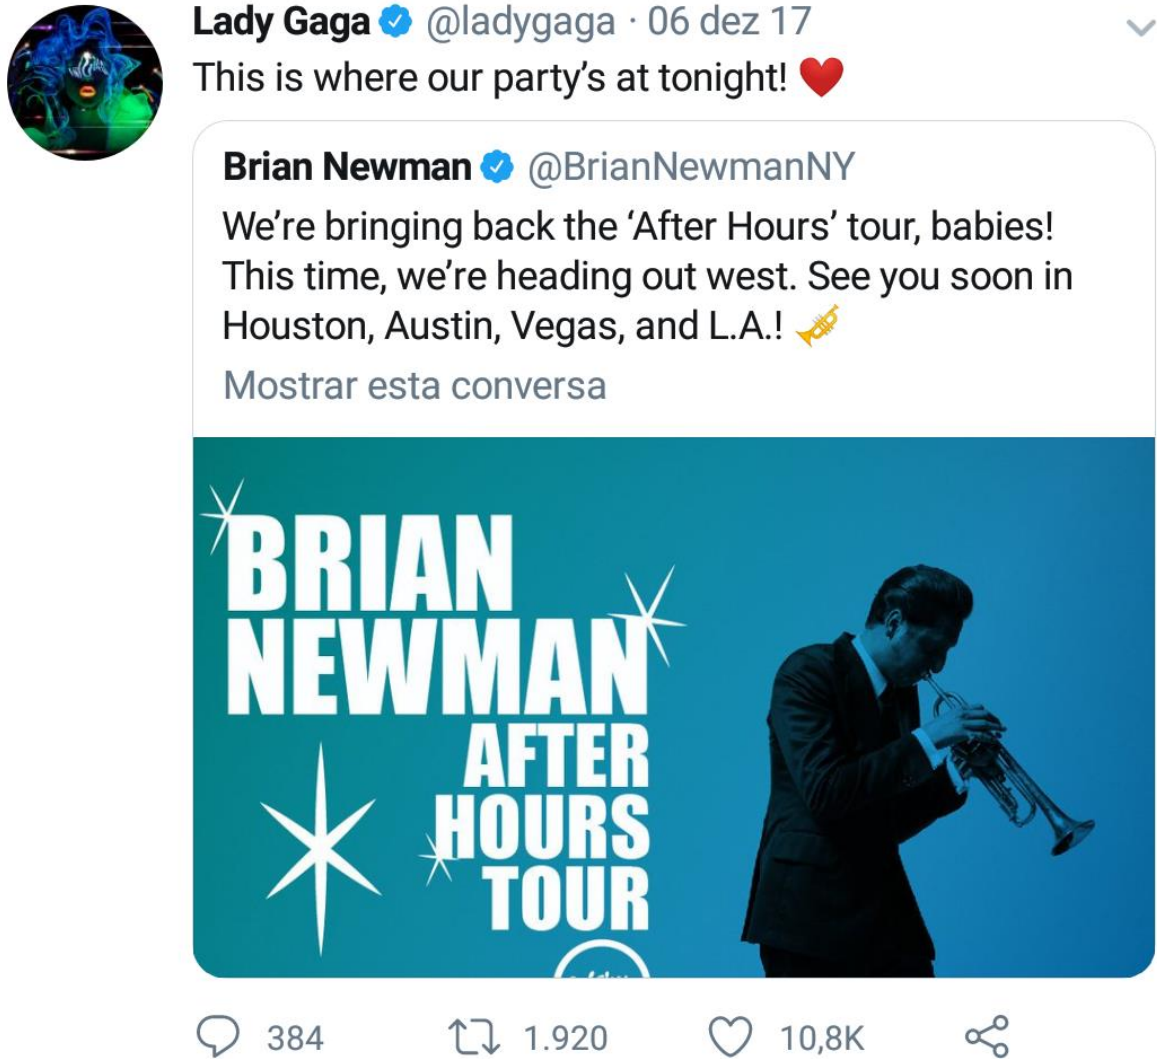 Lady Gaga @ladygaga · 06 dez 17
This is where our party’s at tonight! ❤️
Brian Newman @BrianNewmanNY
We’re bringing back the ‘After Hours’ tour, babies!
This time, we’re heading out west. See you soon in
Houston, Austin, Vegas, and L.A.! 🎺
Mostrar esta conversa
BRIAN
NEWMAN
AFTER
HOURS
TOUR
384 1.920 10,8K